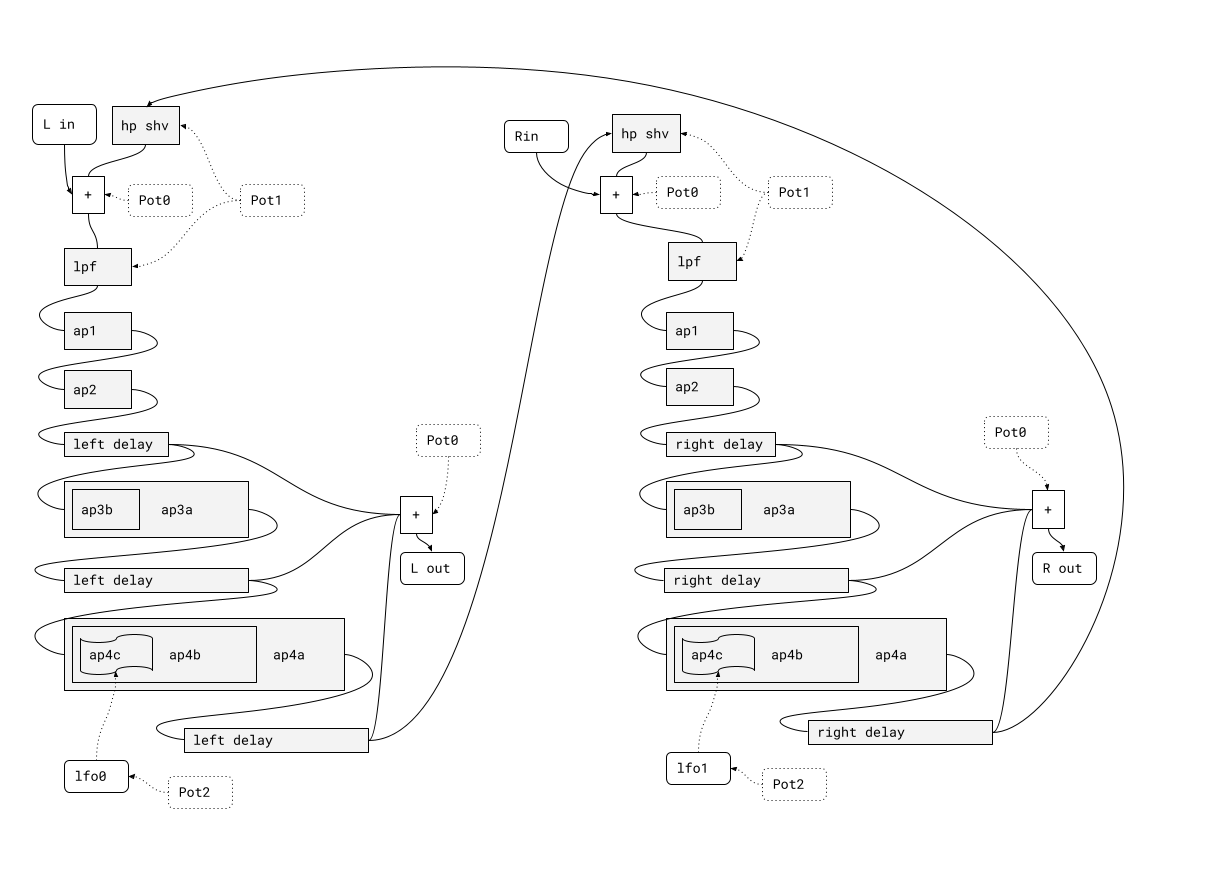 L in
hp shv
+
Pot0
Pot1
lpf
ap1
ap2
left delay
ap3b
ap3a
left delay
ap4c
ap4b
ap4a
left delay
lfo0
Pot2
Pot0
+
L out
Rin
hp shv
+
Pot0
Pot1
lpf
ap1
ap2
right delay
ap3b
ap3a
right delay
ap4c
ap4b
ap4a
right delay
lfo1
Pot2
Pot0
+
R out